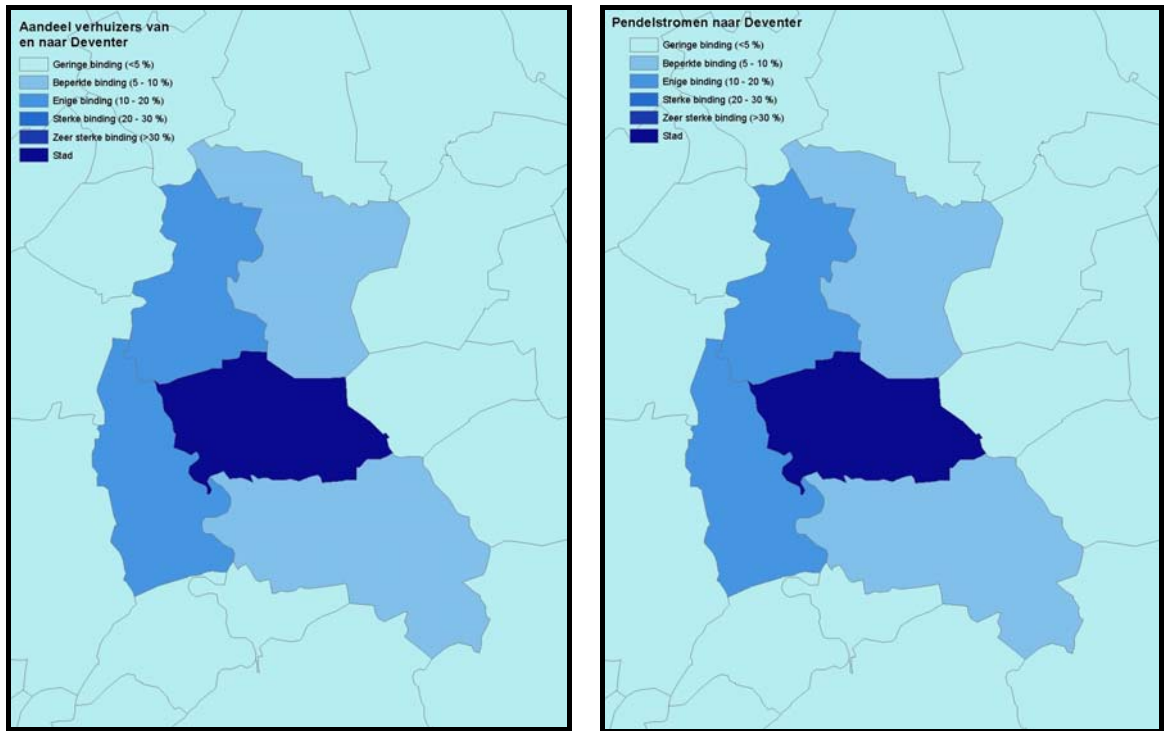 Aandeel verhuizers van
en naar Deventer
Geringe binding (<5 %)
Beperkte binding (5 - 10 %)
Enige binding (10 - 20 %)
Sterke binding (20 - 30 %)
Zeer sterke binding (>30 %)
Stad
Pendelstromen naar Deventer
Geringe binding (<5 %)
Beperkte binding (5 - 10 %)
Enige binding (10 - 20 %)
Sterke binding (20 - 30 %)
Zeer sterke binding (>30 %)
Stad